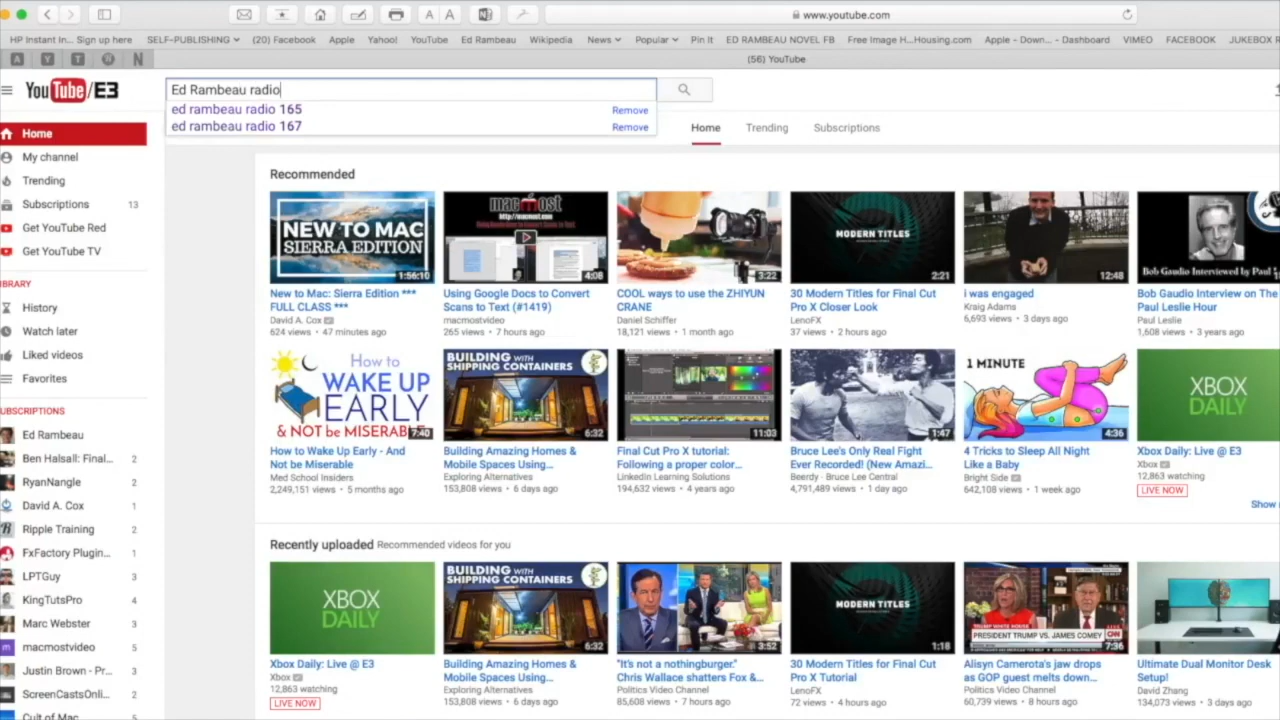 www.youtube.com
HP Instant In... Sign up here SELF-PUBLISHING (20) Facebook Apple Yahoo! YouTube Ed Rambeau Wikipedia News Popular Pin It ED RAMBEAU NOVEL FB Free Image H...Housing.com Apple - Down... - Dashboard VIMEO FACEBOOK JUKEBOX R
A Y T N (56) YouTube
YouTube/E3
Ed Rambeau radio
ed rambeau radio 165 Remove
ed rambeau radio 167 Remove
Home Trending Subscriptions
Home
My channel
Trending
Subscriptions 13
Get YouTube Red
Get YouTube TV
IBRARY
History
Watch later
Liked videos
Favorites
UBSCRIPTIONS
Ed Rambeau
Ben Halsall: Final... 2
RyanNangle 2
David A. Cox 1
Ripple Training 2
FxFactory Plugin... 3
LPTGuy 3
KingTutsPro 4
Marc Webster 3
macmostvideo 5
Justin Brown - Pr... 3
ScreenCastsOnli... 2
Cult of Mac
Recommended
NEW TO MAC
SIERRA EDITION
1:56:10
macmost
http://macmost.com
4:08
3:22
MODERN TITLES
2:21
12:48
Bob Gaudio Interviewed by Paul
New to Mac: Sierra Edition ***
FULL CLASS ***
David A. Cox
624 views • 47 minutes ago
Using Google Docs to Convert
Scans to Text (#1419)
macmostvideo
265 views • 7 hours ago
COOL ways to use the ZHIYUN
CRANE
Daniel Schiffer
18,121 views • 1 month ago
30 Modern Titles for Final Cut
Pro X Closer Look
LenoFX
37 views • 2 hours ago
i was engaged
Kraig Adams
6,693 views • 3 days ago
Bob Gaudio Interview on The
Paul Leslie Hour
Paul Leslie
1,608 views • 3 years ago
How to
WAKE UP
EARLY
& NOT be MISERABLE
7:40
BUILDING WITH
SHIPPING CONTAINERS
6:32
11:03
1:47
1 MINUTE
4:36
XBOX
DAILY
How to Wake Up Early - And
Not be Miserable
Med School Insiders
2,249,151 views • 5 months ago
Building Amazing Homes &
Mobile Spaces Using...
Exploring Alternatives
153,808 views • 6 days ago
Final Cut Pro X tutorial:
Following a proper color...
LinkedIn Learning Solutions
194,632 views • 4 years ago
Bruce Lee's Only Real Fight
Ever Recorded! (New Amazi...
Beerdy · Bruce Lee Central
4,791,489 views • 1 day ago
4 Tricks to Sleep All Night
Like a Baby
Bright Side
642,108 views • 1 week ago
Xbox Daily: Live @ E3
Xbox
12,863 watching
LIVE NOW
Show
Recently uploaded Recommended videos for you
XBOX
DAILY
BUILDING WITH
SHIPPING CONTAINERS
6:32
3:52
MODERN TITLES
1:18
PRESIDENT TRUMP VS. JAMES COMEY
CNN
7:36
Xbox Daily: Live @ E3
Xbox
12,863 watching
LIVE NOW
Building Amazing Homes &
Mobile Spaces Using...
Exploring Alternatives
153,808 views • 6 days ago
"It's not a nothingburger."
Chris Wallace shatters Fox &...
Politics Video Channel
85,608 views • 7 hours ago
30 Modern Titles for Final Cut
Pro X Tutorial
LenoFX
72 views • 4 hours ago
Alisyn Camerota's jaw drops
as GOP guest melts down...
Politics Video Channel
60,739 views • 8 hours ago
Ultimate Dual Monitor Desk
Setup!
David Zhang
134,073 views • 3 days ago